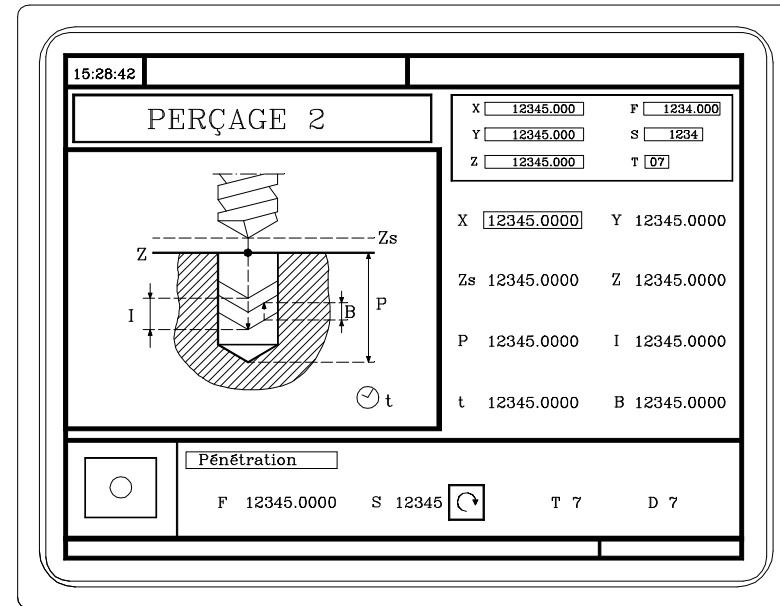 15:28:42
PERÇAGE 2
X 12345.000 F 1234.000
Y 12345.000 S 1234
Z 12345.000 T 07
Zs
Z
I
B
P
t
X 12345.0000 Y 12345.0000
Zs 12345.0000 Z 12345.0000
P 12345.0000 I 12345.0000
t 12345.0000 B 12345.0000
Pénétration
F 12345.0000 S 12345 T 7 D 7